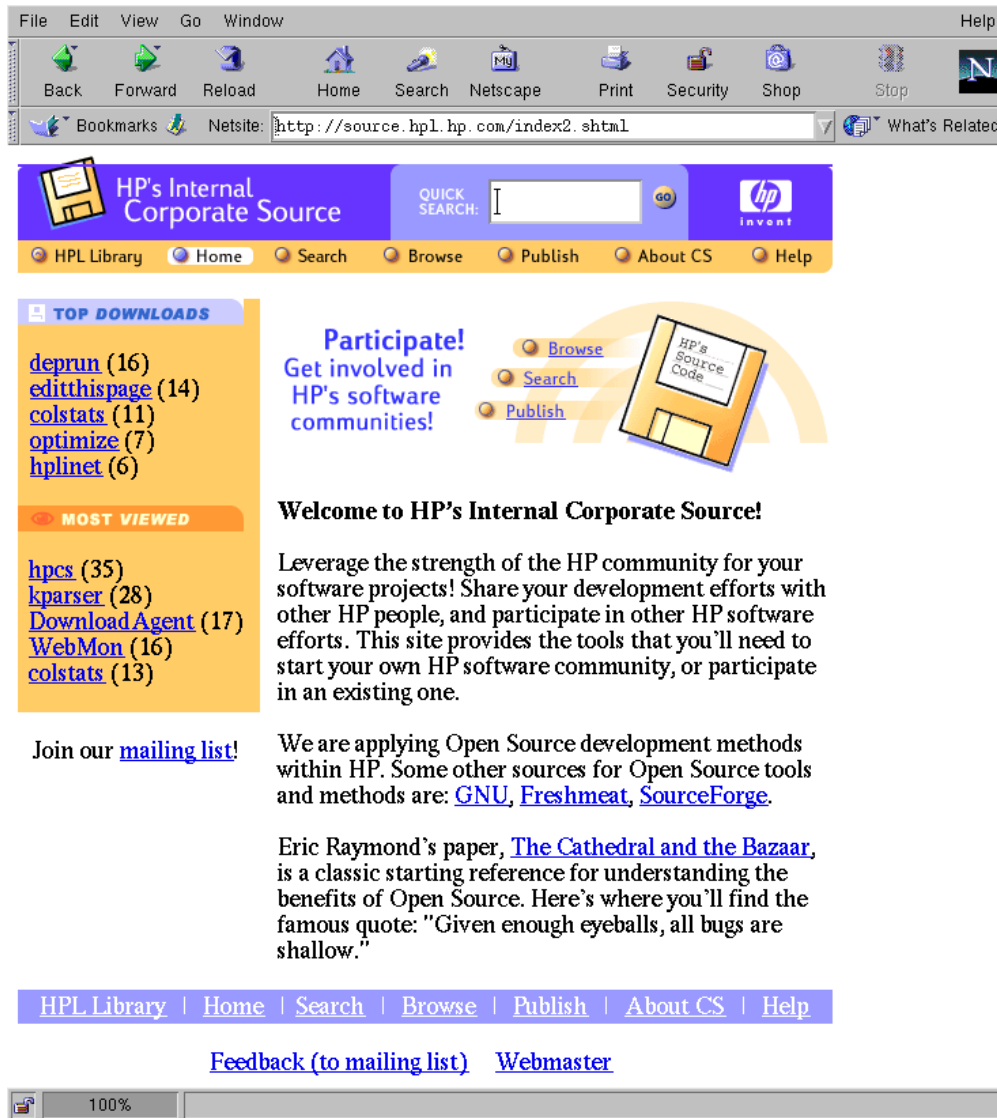 File Edit View Go Window Help
Back Forward Reload Home Search Netscape Print Security Shop Stop
My
N
Bookmarks Netsite: http://source.hpl.hp.com/index2.shtml What's Related
HP's Internal
Corporate Source
QUICK
SEARCH:
GO
hp
invent
HPL Library Home Search Browse Publish About CS Help
TOP DOWNLOADS
deprun (16)
editthispage (14)
colstats (11)
optimize (7)
hplinet (6)
MOST VIEWED
hpcs (35)
kparser (28)
DownloadAgent (17)
WebMon (16)
colstats (13)
Join our mailing list!
Participate!
Get involved in
HP's software
communities!
Browse
Search
Publish
HP's
Source
Code
Welcome to HP's Internal Corporate Source!
Leverage the strength of the HP community for your
software projects! Share your development efforts with
other HP people, and participate in other HP software
efforts. This site provides the tools that you'll need to
start your own HP software community, or participate
in an existing one.
We are applying Open Source development methods
within HP. Some other sources for Open Source tools
and methods are: GNU, Freshmeat, SourceForge.
Eric Raymond's paper, The Cathedral and the Bazaar,
is a classic starting reference for understanding the
benefits of Open Source. Here's where you'll find the
famous quote: "Given enough eyeballs, all bugs are
shallow."
HPL Library | Home | Search | Browse | Publish | About CS | Help
Feedback (to mailing list) Webmaster
100%